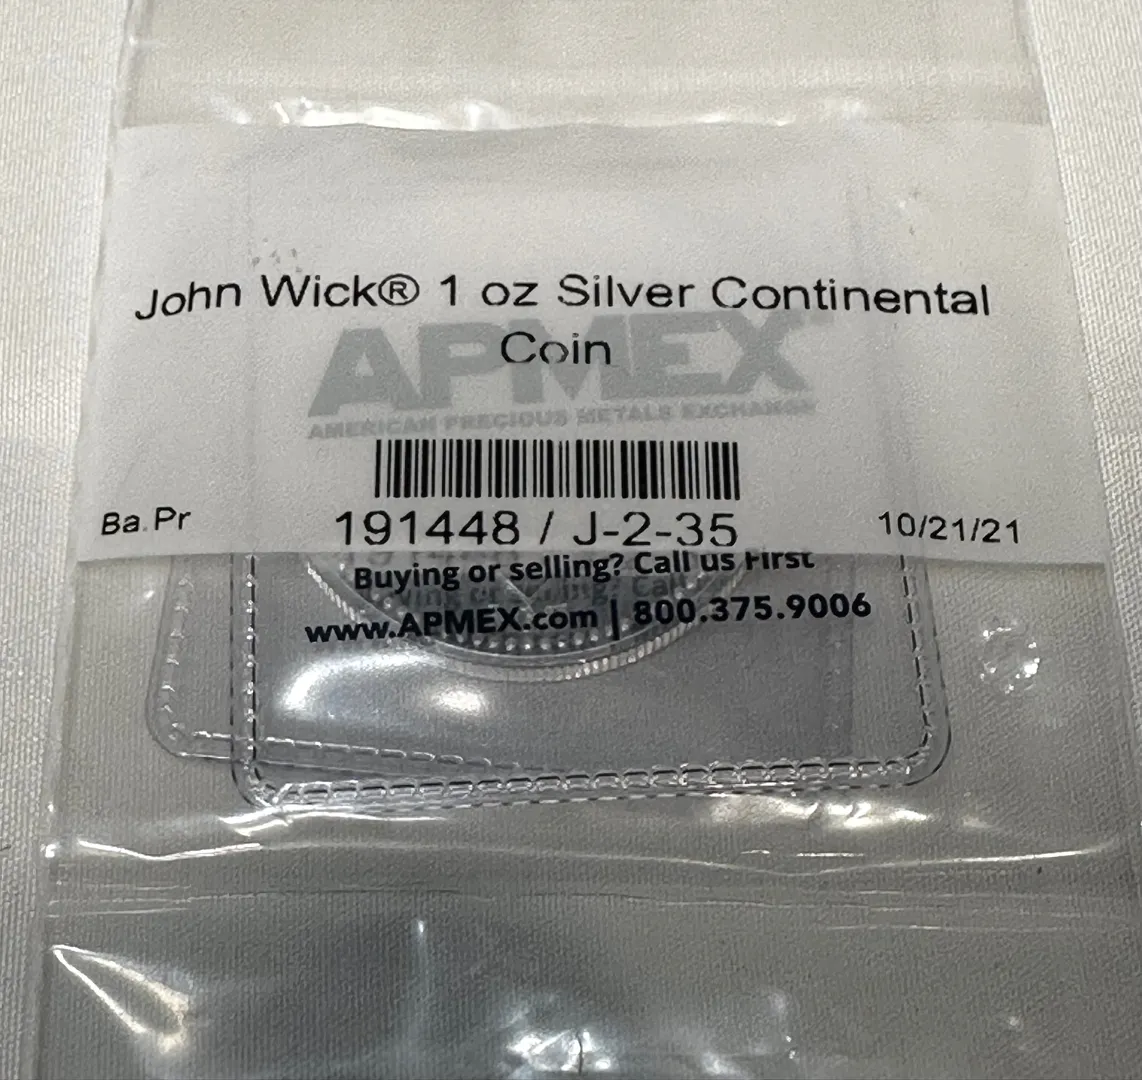 John Wick® 1 oz Silver Continental
Coin
APMEX
AMERICAN PRECIOUS METALS EXCHANGE
Ba.Pr
191448 / J-2-35
10/21/21
Buying or selling? Call us First
www.APMEX.com | 800.375.9006